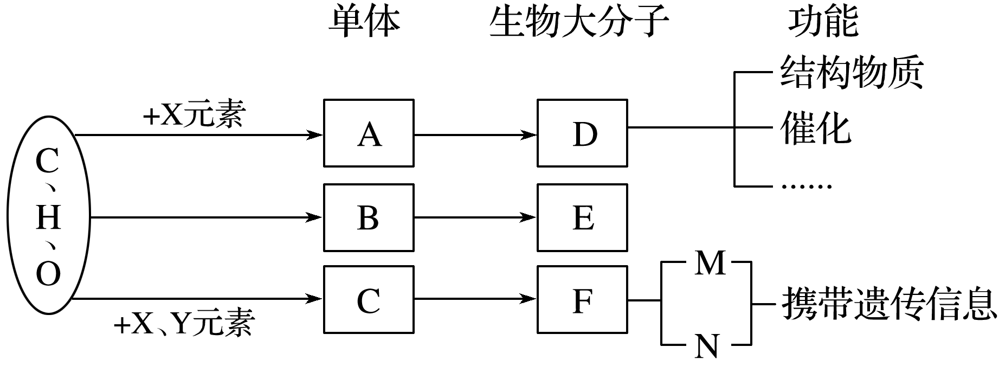 单体 生物大分子 功能
C、H、O
+X元素
A
D
结构物质
催化
······
B
E
+X、Y元素
C
F
M
N
携带遗传信息